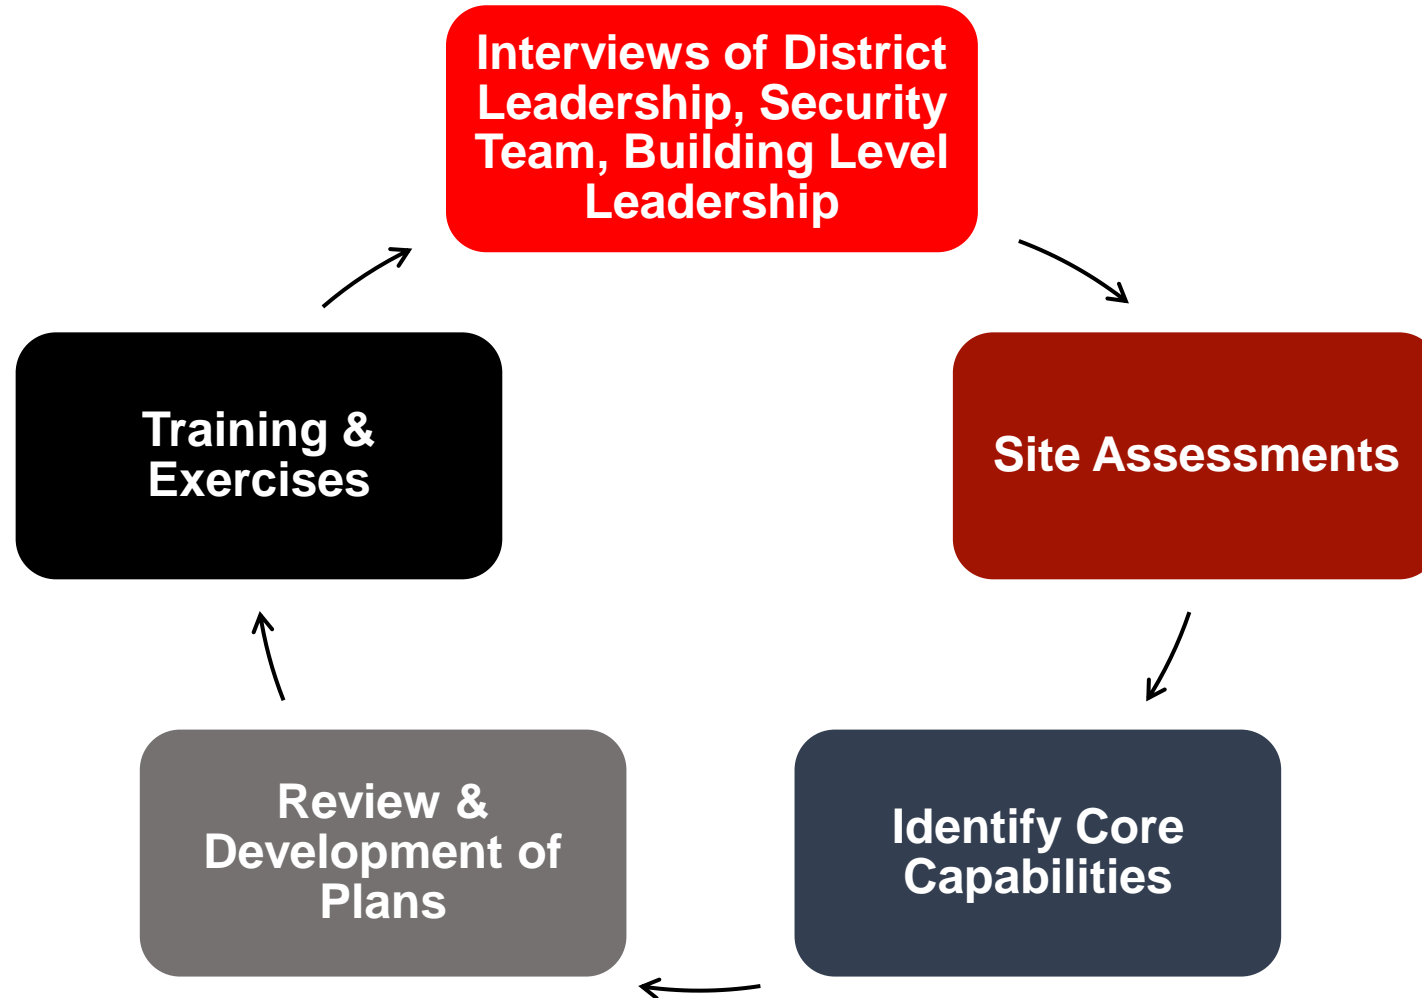 Interviews of District
Leadership, Security
Team, Building Level
Leadership
Training &
Exercises
Site Assessments
Review &
Development of
Plans
Identify Core
Capabilities